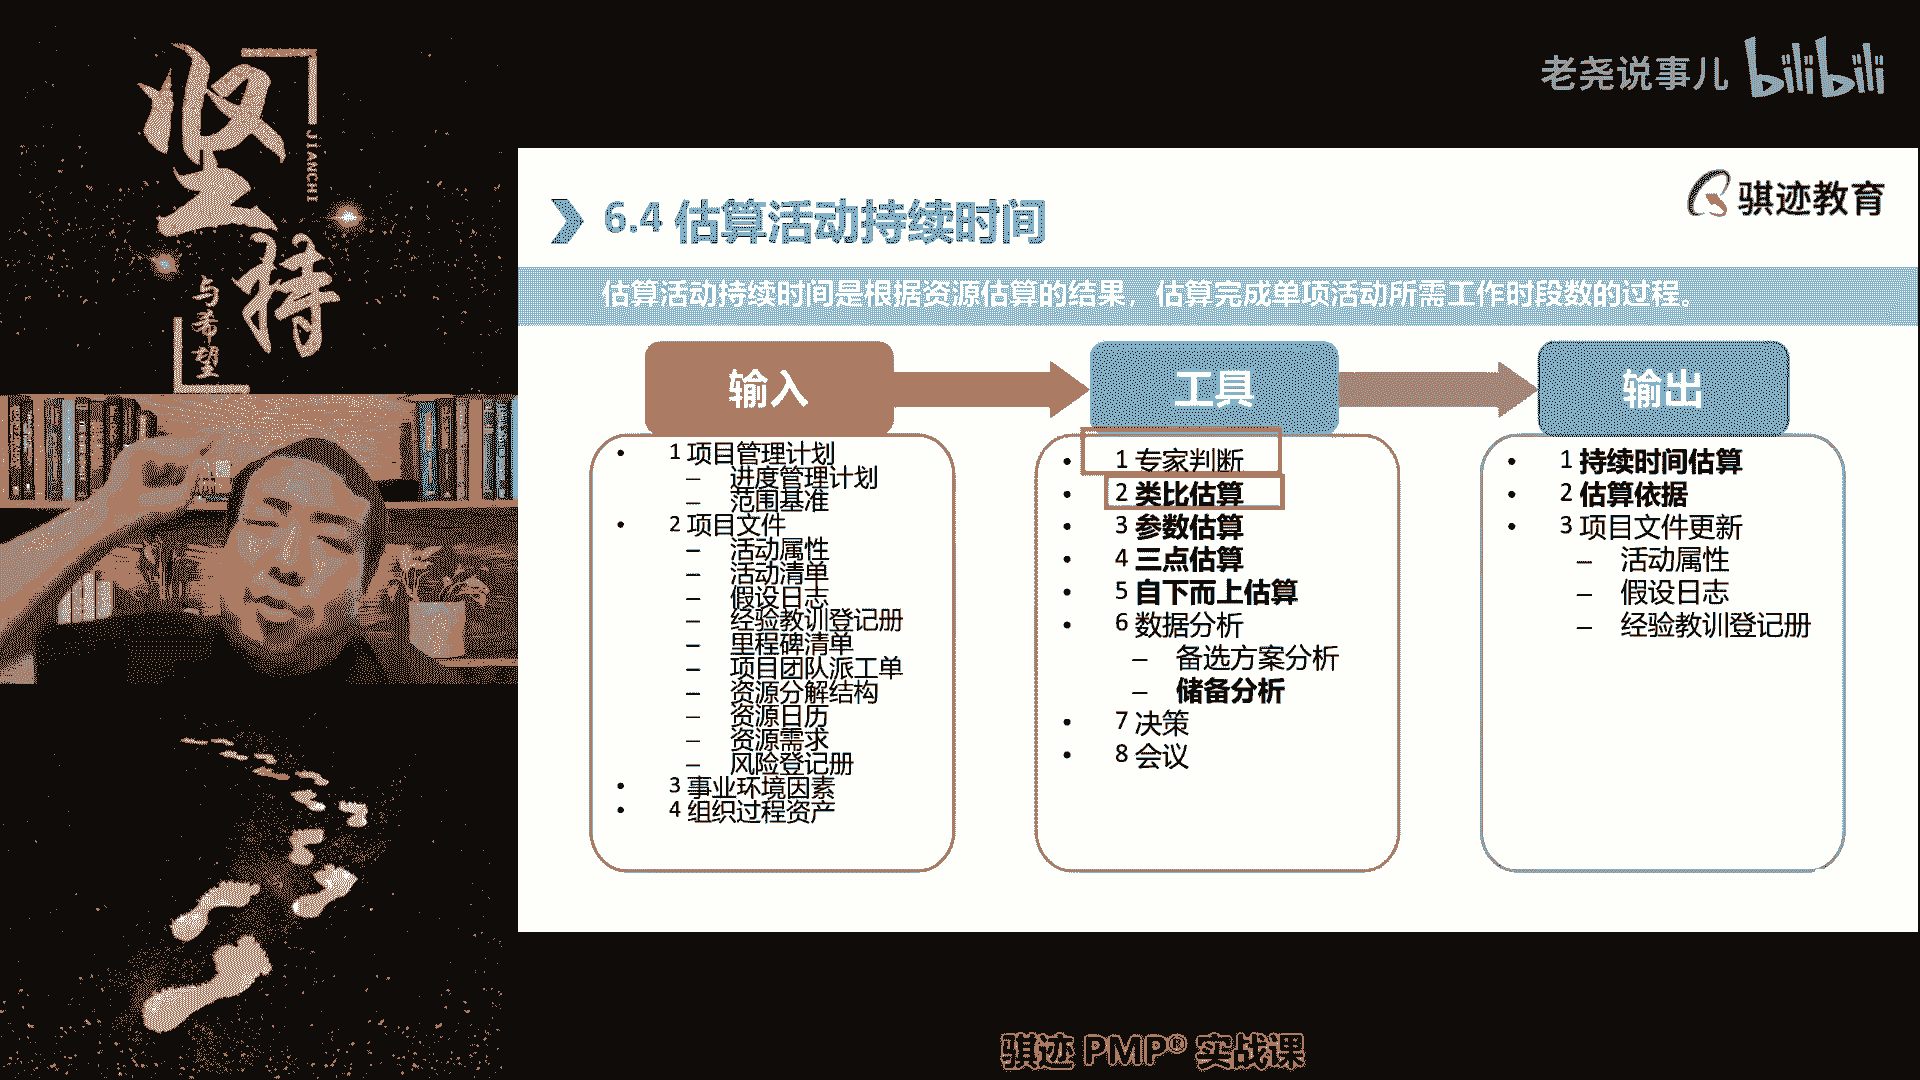 坚持
JIANCHI
与希望
老尧说事儿 bilibili
骐迹教育
6.4 估算活动持续时间
估算活动持续时间是根据资源估算的结果，估算完成单项活动所需工作时段数的过程。
输入
• 1 项目管理计划
– 进度管理计划
– 范围基准
• 2 项目文件
– 活动属性
– 活动清单
– 假设日志
– 经验教训登记册
– 里程碑清单
– 项目团队派工单
– 资源分解结构
– 资源日历
– 资源需求
– 风险登记册
• 3 事业环境因素
• 4 组织过程资产
工具
• 1 专家判断
• 2 类比估算
• 3 参数估算
• 4 三点估算
• 5 自下而上估算
• 6 数据分析
– 备选方案分析
– 储备分析
• 7 决策
• 8 会议
输出
• 1 持续时间估算
• 2 估算依据
• 3 项目文件更新
– 活动属性
– 假设日志
– 经验教训登记册
骐迹 PMP® 实战课